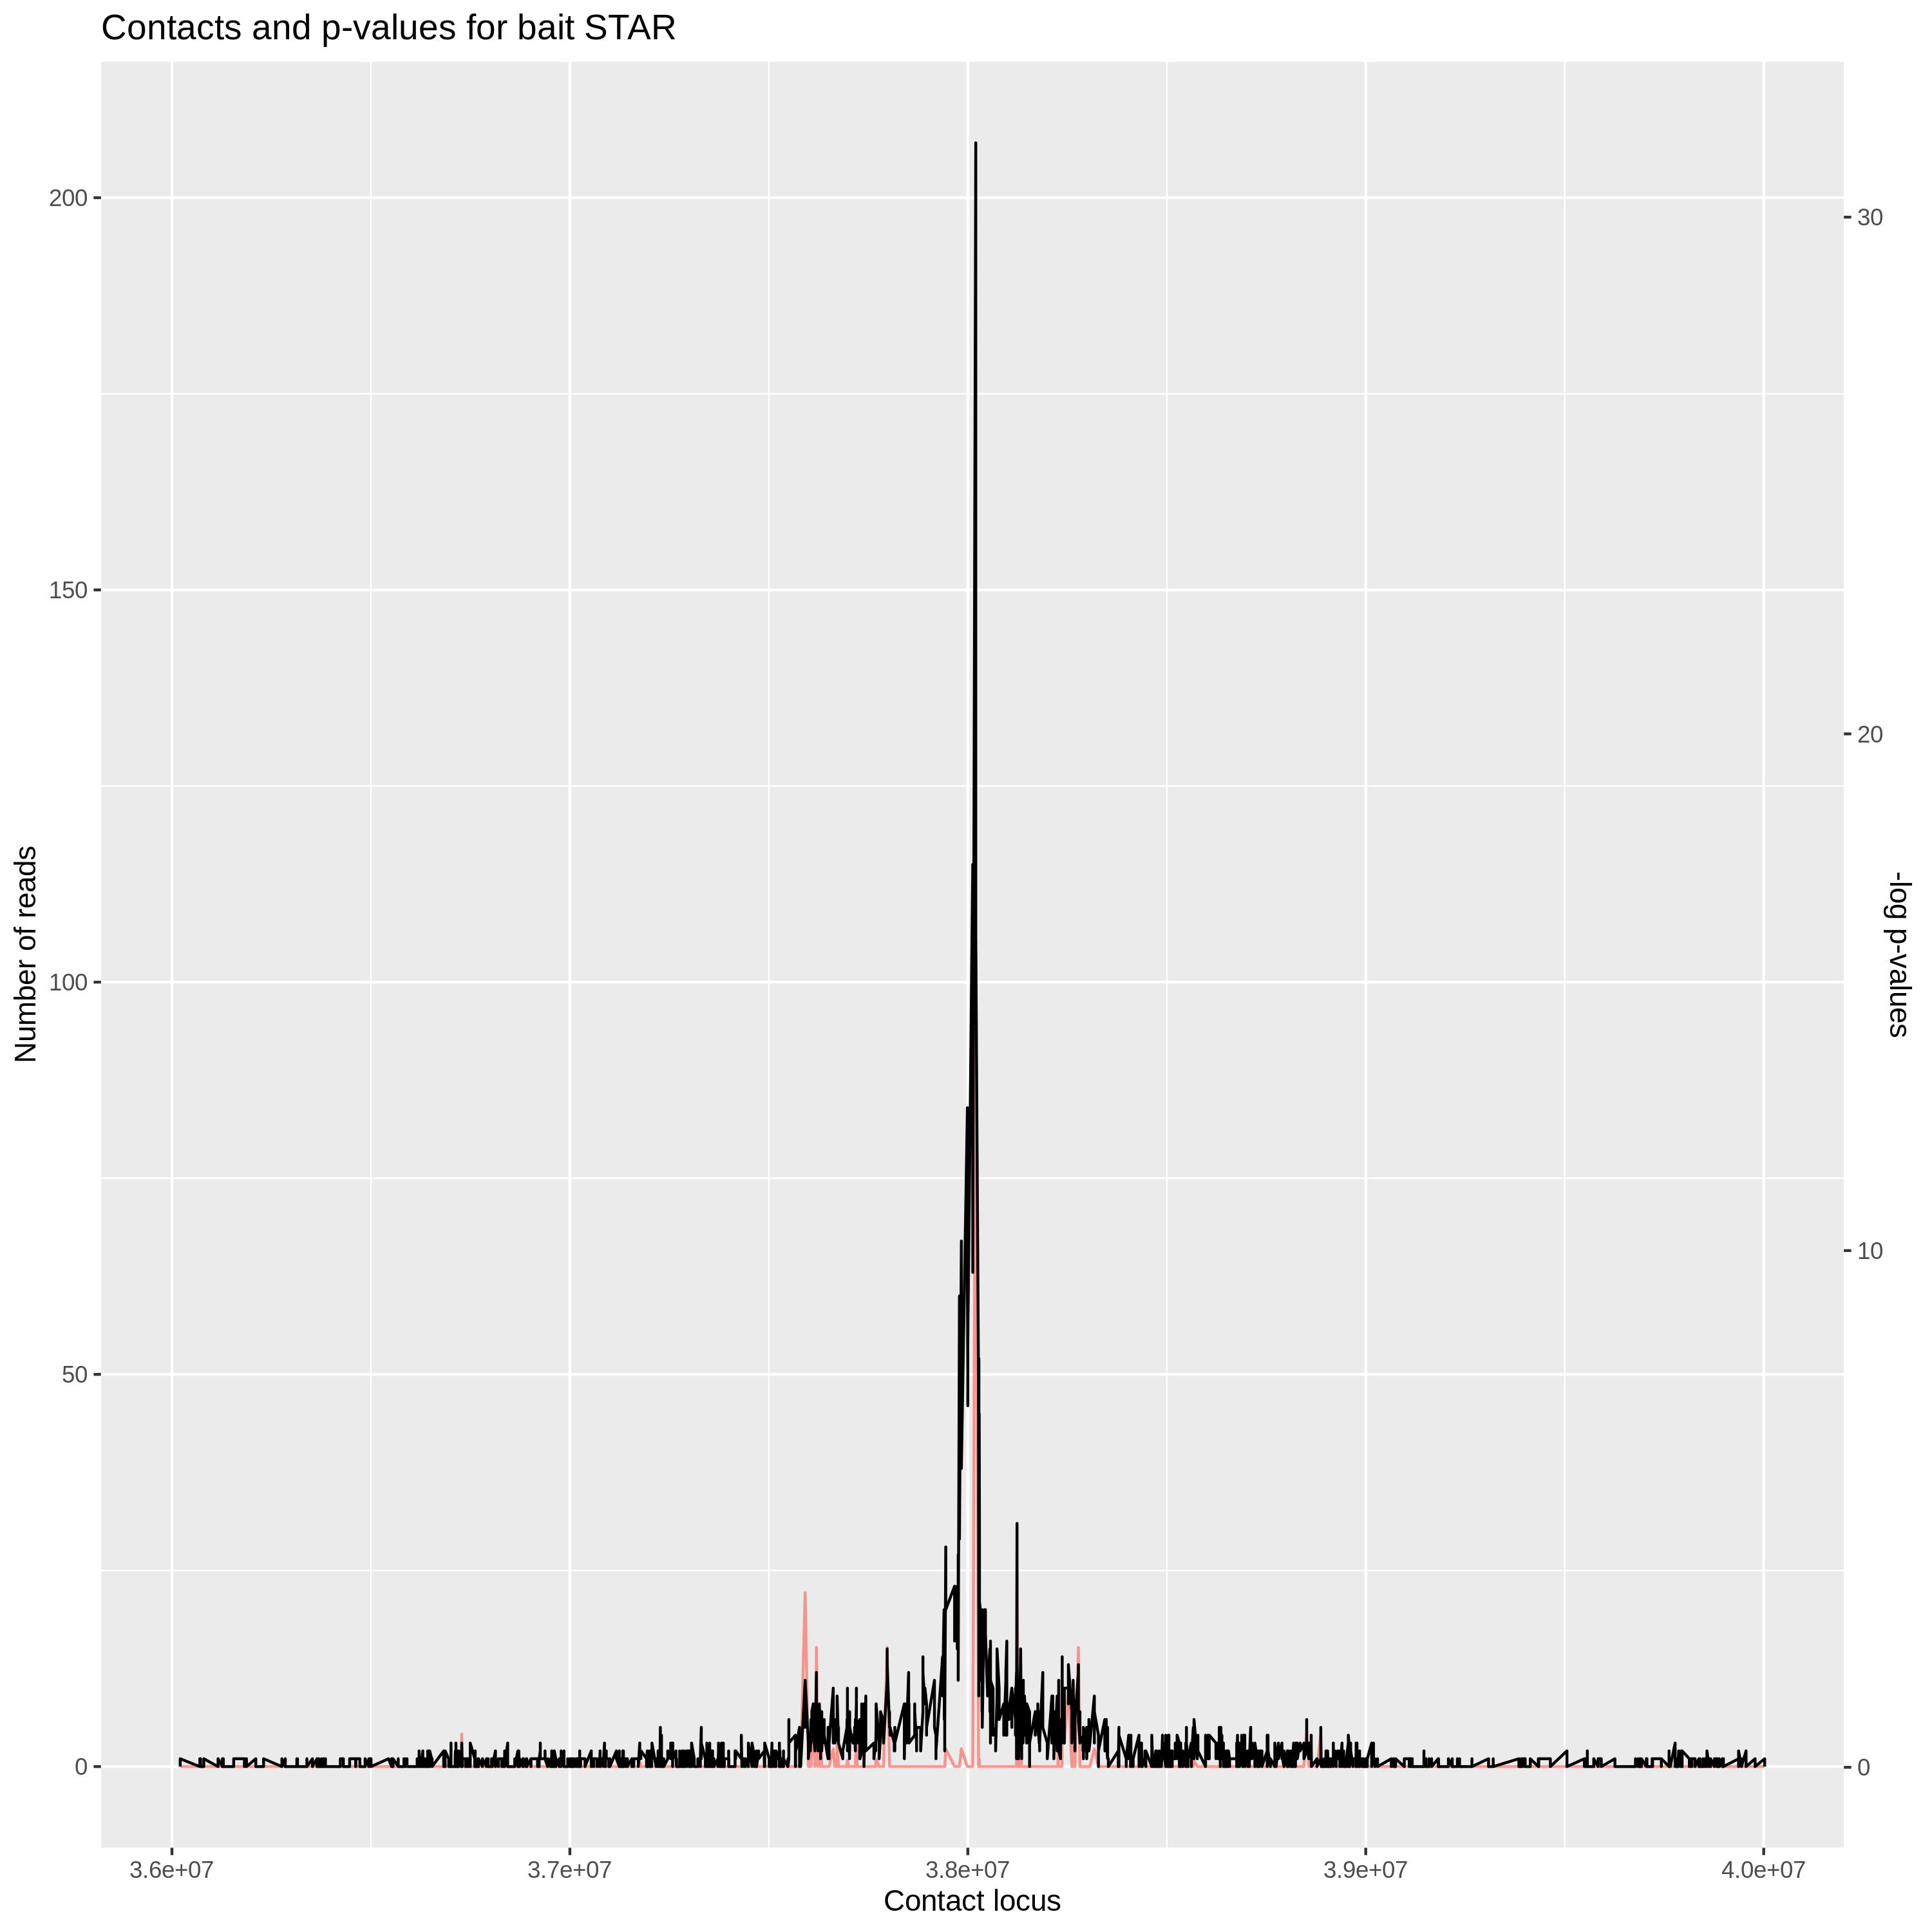 Contacts and p-values for bait STAR
200
150
100
50
0
Number of reads
30
20
10
0
-log p-values
3.6e+07
3.7e+07
3.8e+07
3.9e+07
4.0e+07
Contact locus